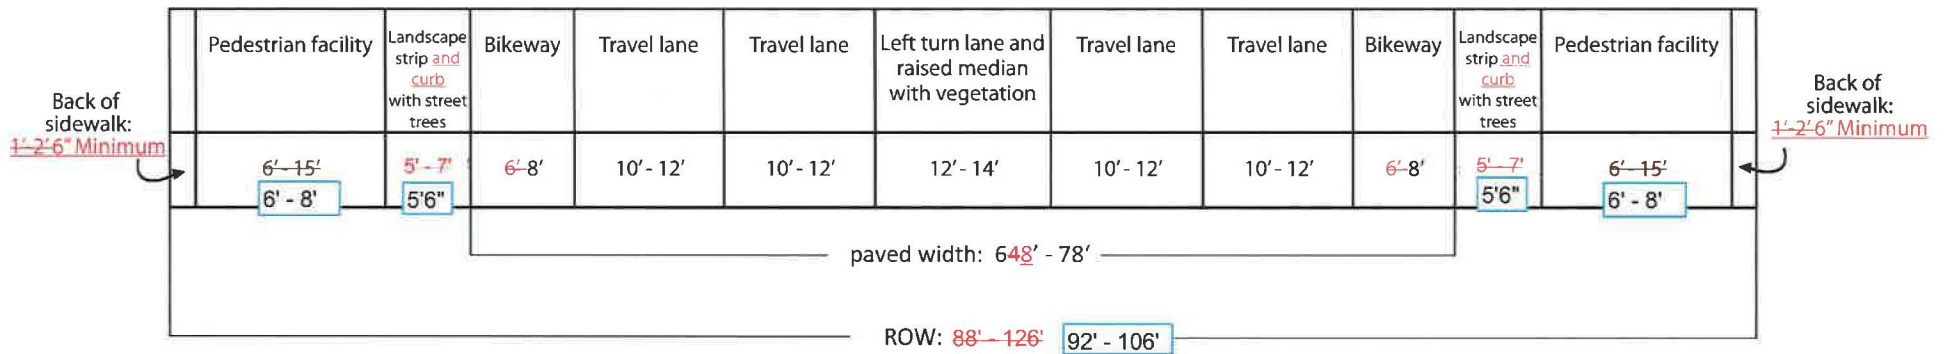 Pedestrian facility
Landscape
strip and
curb
with street
trees
Bikeway
Travel lane
Travel lane
Left turn lane and
raised median
with vegetation
Travel lane
Travel lane
Bikeway
Landscape
strip and
curb
with street
trees
Pedestrian facility
Back of
sidewalk:
1'-2'6" Minimum
Back of
sidewalk:
1'-2'6" Minimum
6' - 15'
5' - 7'
6'-8'
10' - 12'
10' - 12'
12' - 14'
10' - 12'
10' - 12'
6'-8'
5' - 7'
6' - 15'
6' - 8'
5'6"
5'6"
6' - 8'
paved width: 648' - 78'
ROW: 88' - 126' 92' - 106'